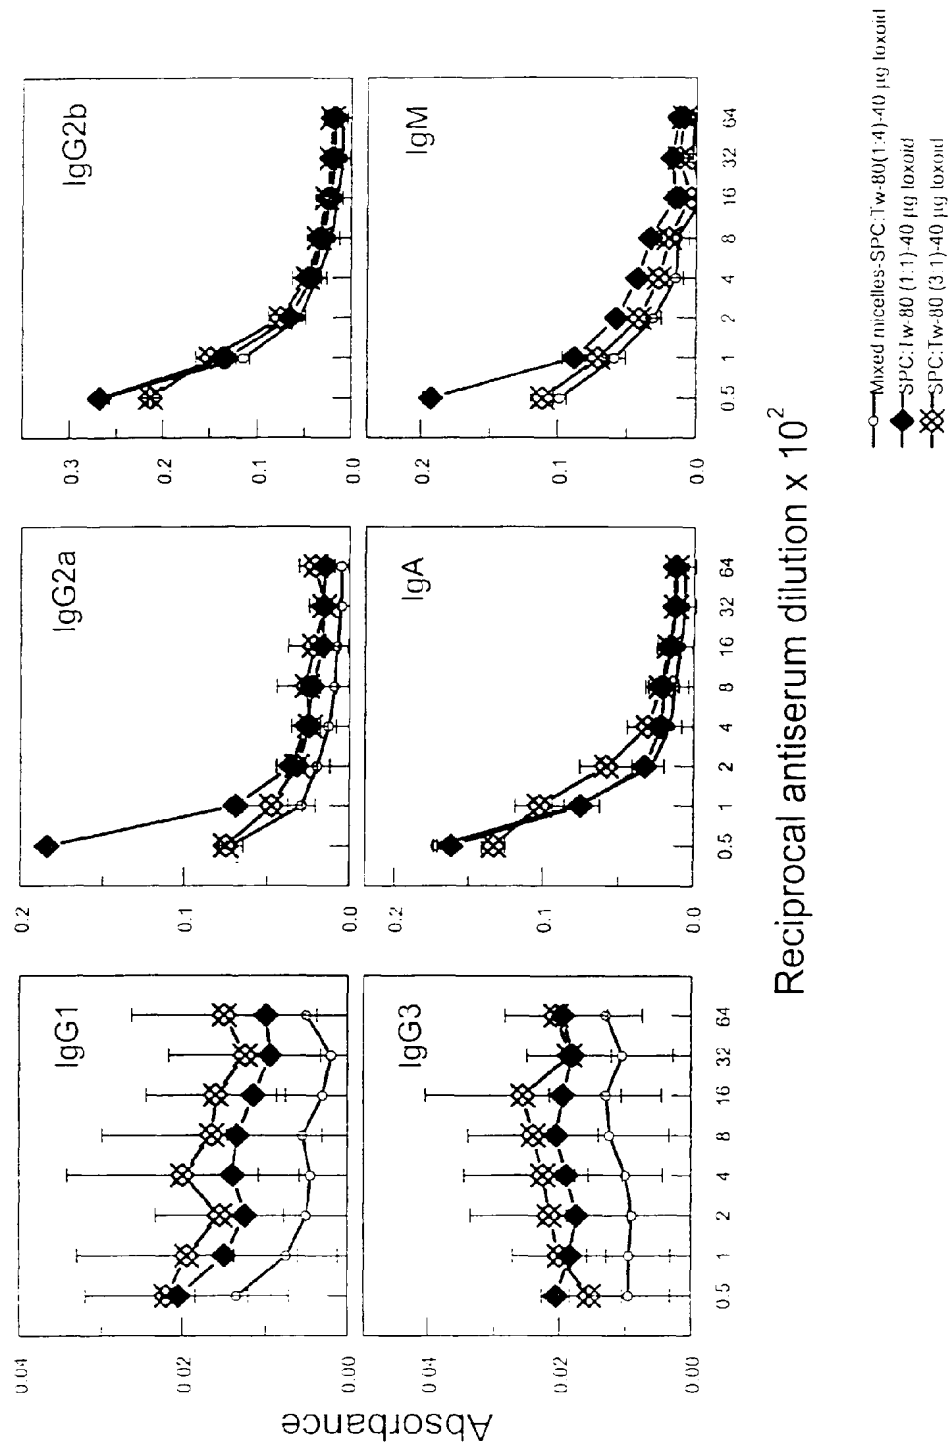 IgG1
IgG2a
IgG2b
0.04
0.02
0.00
0.2
0.1
0.0
0.3
0.2
0.1
0.0
IgG3
IgA
IgM
0.04
0.02
0.00
0.2
0.1
0.0
0.2
0.1
0.0
0.5 1 2 4 8 16 32 64
0.5 1 2 4 8 16 32 64
0.5 1 2 4 8 16 32 64
Absorbance
Reciprocal antiserum dilution x 10²
Mixed micelles-SPC:Tw-80(1:4)-40 µg toxoid
SPC:Tw-80 (1:1)-40 µg toxoid
SPC:Tw-80 (3:1)-40 µg toxoid